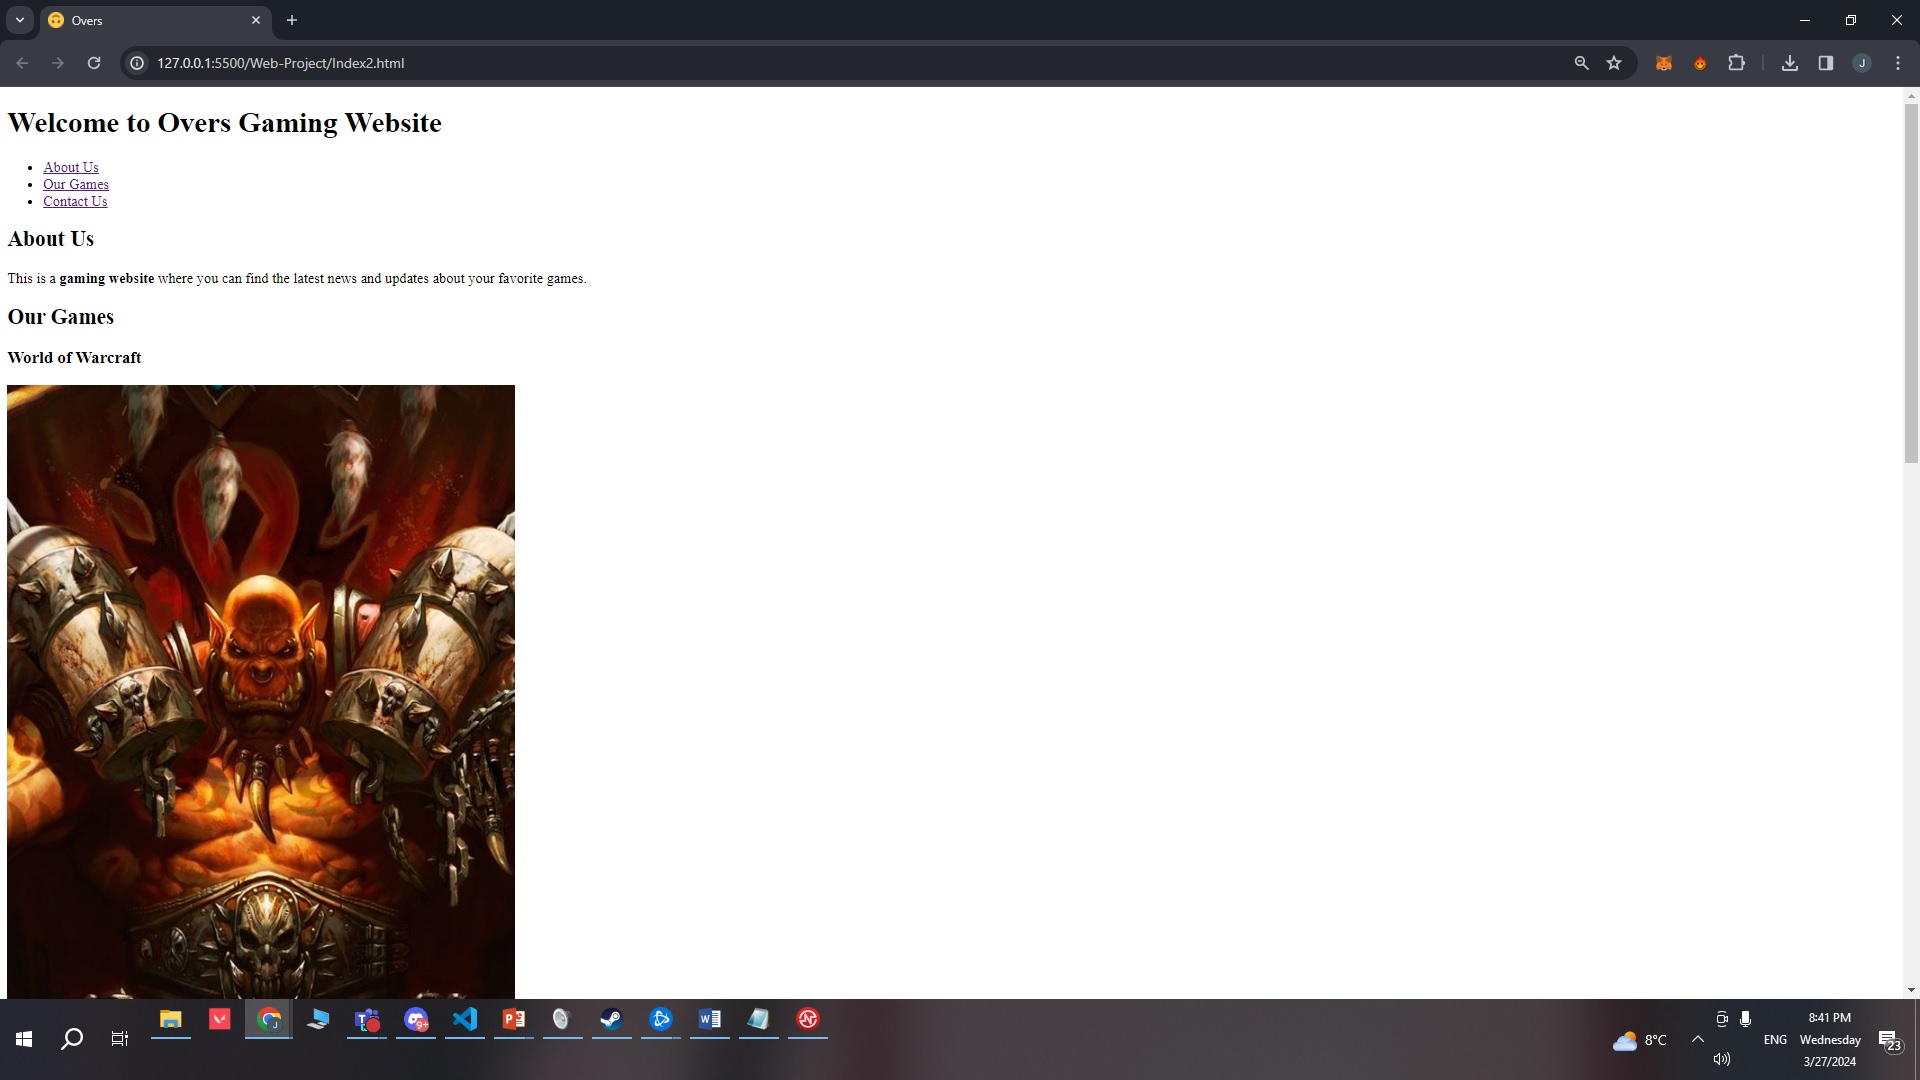 Overs
127.0.0.1:5500/Web-Project/Index2.html
J
Welcome to Overs Gaming Website
About Us
Our Games
Contact Us
About Us
This is a gaming website where you can find the latest news and updates about your favorite games.
Our Games
World of Warcraft
J
9+
8°C
ENG
8:41 PM
Wednesday
3/27/2024
23